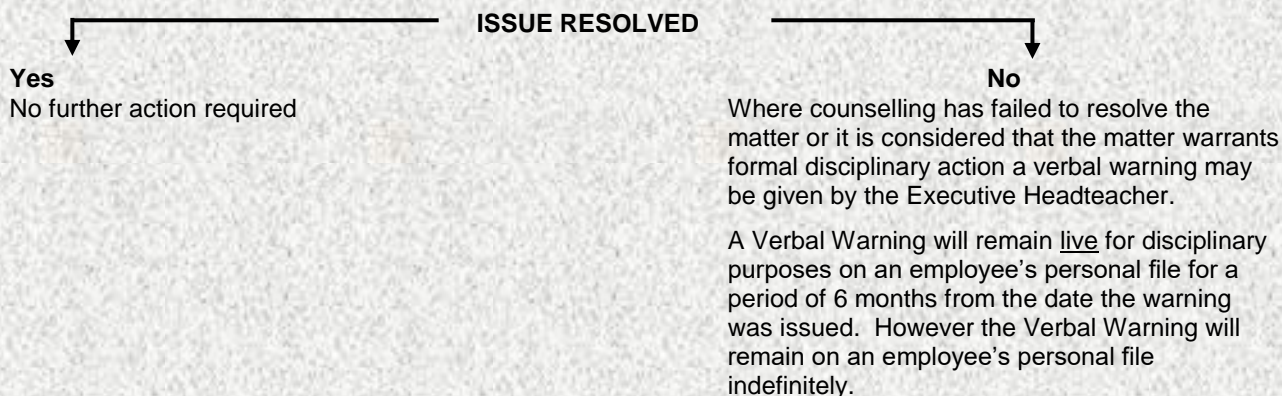 ISSUE RESOLVED
Yes
No further action required
No
Where counselling has failed to resolve the
matter or it is considered that the matter warrants
formal disciplinary action a verbal warning may
be given by the Executive Headteacher.
A Verbal Warning will remain live for disciplinary
purposes on an employee's personal file for a
period of 6 months from the date the warning
was issued.  However the Verbal Warning will
remain on an employee's personal file
indefinitely.